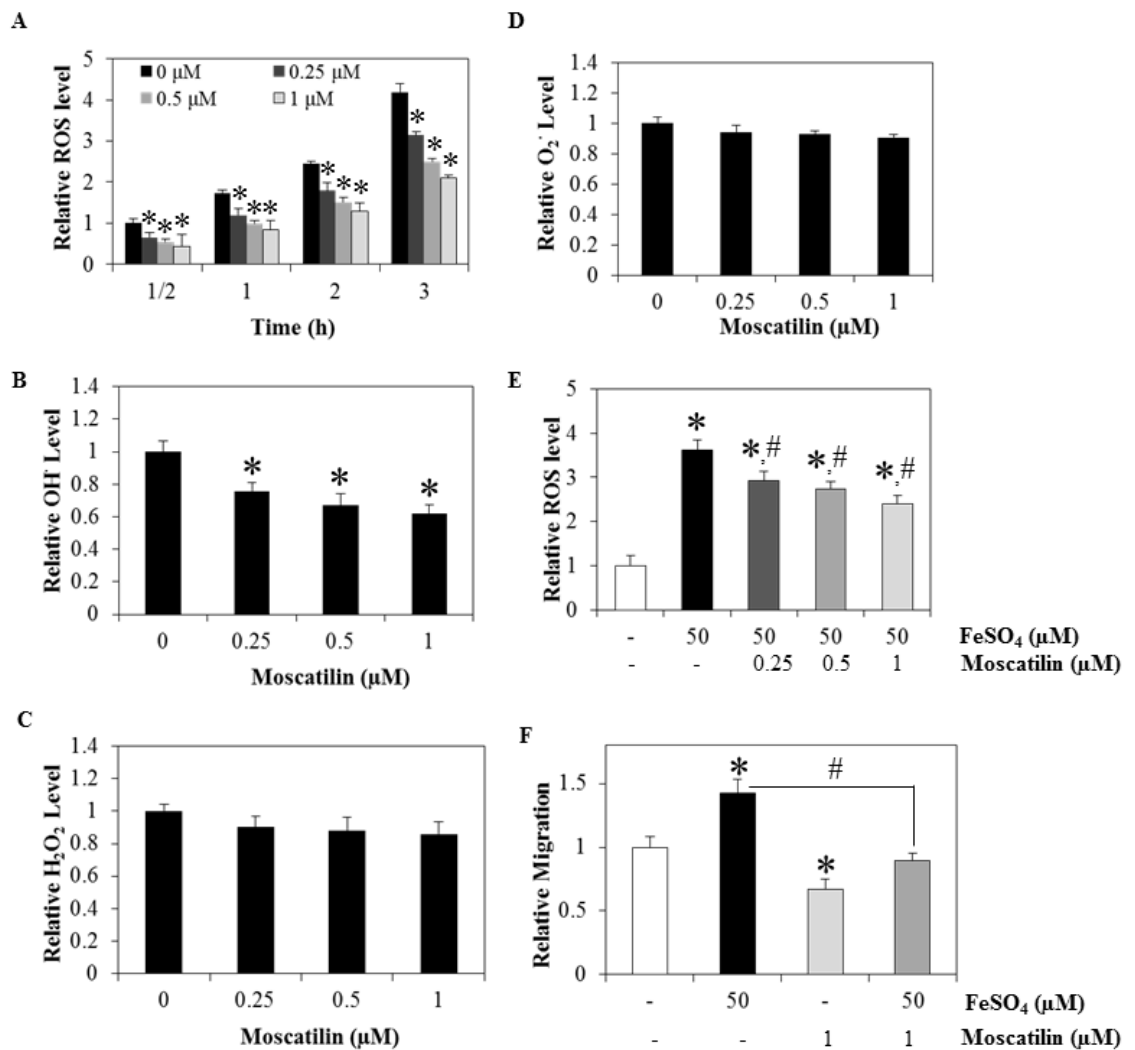 A
5
4
3
2
1
0
Relative ROS level
0 µM
0.25 µM
0.5 µM
1 µM
* * *
* **
* * *
* * *
1/2 1 2 3
Time (h)
D
1.4
1.2
1
0.8
0.6
0.4
0.2
0
Relative O₂˙ Level
0 0.25 0.5 1
Moscatilin (µM)
B
1.4
1.2
1
0.8
0.6
0.4
0.2
0
Relative OH˙ Level
* * *
0 0.25 0.5 1
Moscatilin (µM)
E
5
4
3
2
1
0
Relative ROS level
* *,# *,# *,#
- 50 50 50 50 FeSO₄ (µM)
- - 0.25 0.5 1 Moscatilin (µM)
C
1.4
1.2
1
0.8
0.6
0.4
0.2
0
Relative H₂O₂ Level
0 0.25 0.5 1
Moscatilin (µM)
F
1.5
1
0.5
0
Relative Migration
* * #
- 50 - 50 FeSO₄ (µM)
- - 1 1 Moscatilin (µM)